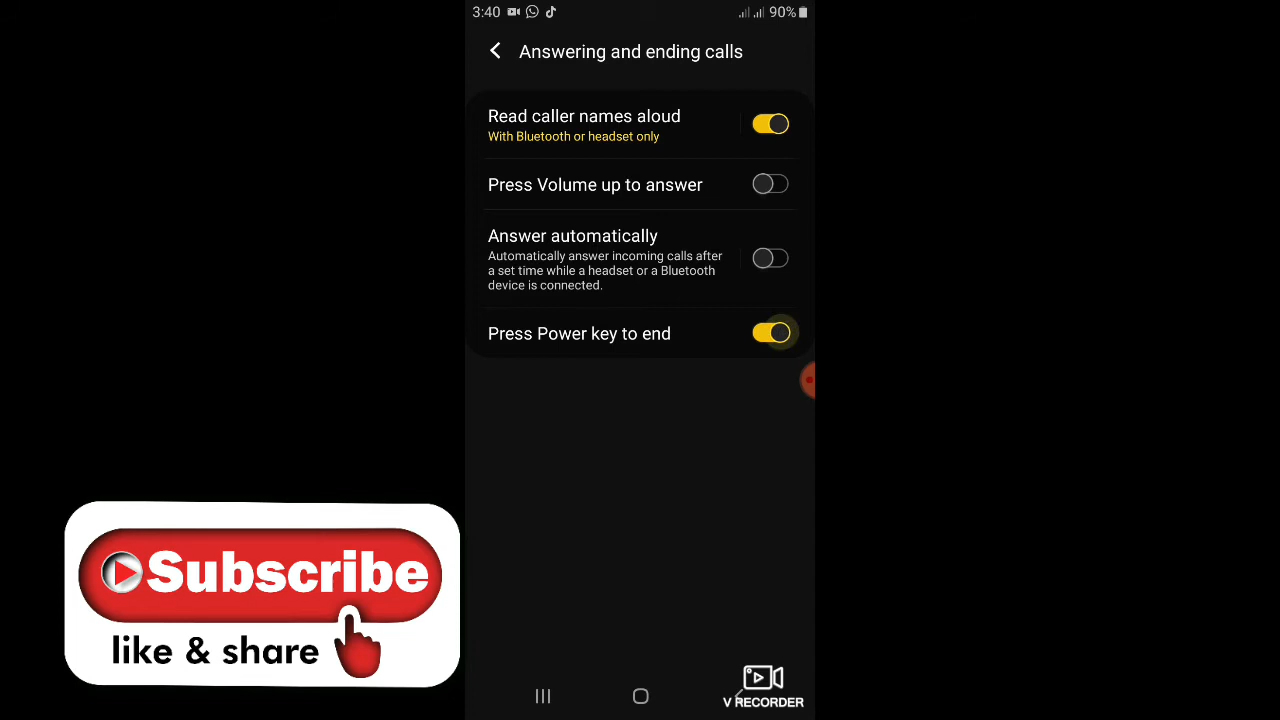 3:40
90%
Answering and ending calls
Read caller names aloud
With Bluetooth or headset only
Press Volume up to answer
Answer automatically
Automatically answer incoming calls after
a set time while a headset or a Bluetooth
device is connected.
Press Power key to end
Subscribe
like & share
V RECORDER